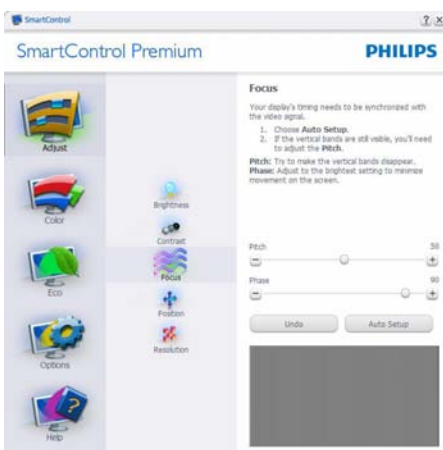 SmartControl
SmartControl Premium
PHILIPS
Adjust
Color
Eco
Options
Help
Brightness
Contrast
Focus
Position
Resolution
Focus
Your display's timing needs to be synchronized with
the video signal.
1. Choose Auto Setup.
2. If the vertical bands are still visible, you'll need
to adjust the Pitch.
Pitch: Try to make the vertical bands disappear.
Phase: Adjust to the brightest setting to minimize
movement on the screen.
Pitch 50
Phase 90
Undo Auto Setup